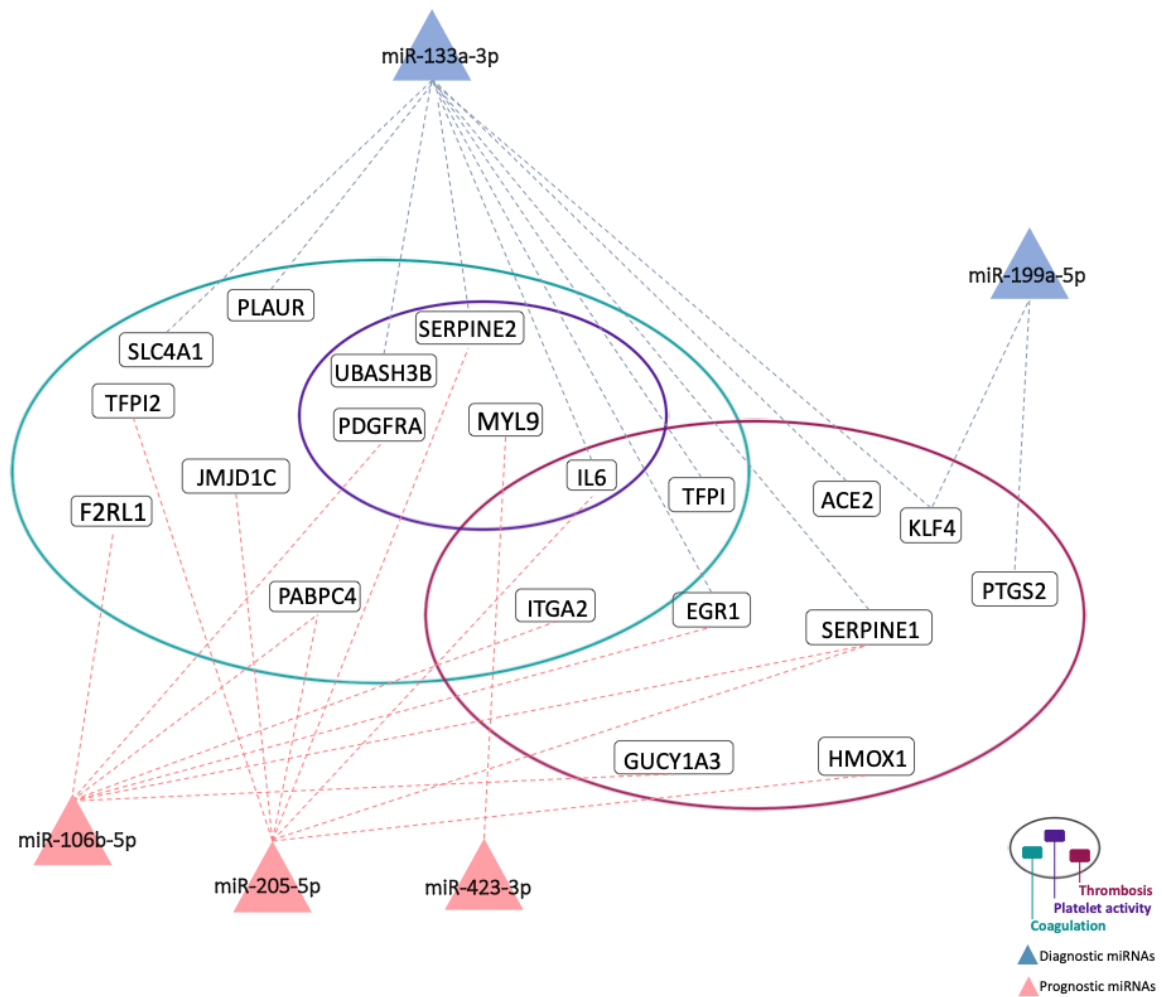 miR-133a-3p
miR-199a-5p
PLAUR
SERPINE2
SLC4A1
UBASH3B
TFPI2
PDGFRA
MYL9
JMJD1C
IL6
TFPI
ACE2
F2RL1
KLF4
PTGS2
PABPC4
ITGA2
EGR1
SERPINE1
GUCY1A3
HMOX1
miR-106b-5p
miR-205-5p
miR-423-3p
Thrombosis
Platelet activity
Coagulation
Diagnostic miRNAs
Prognostic miRNAs